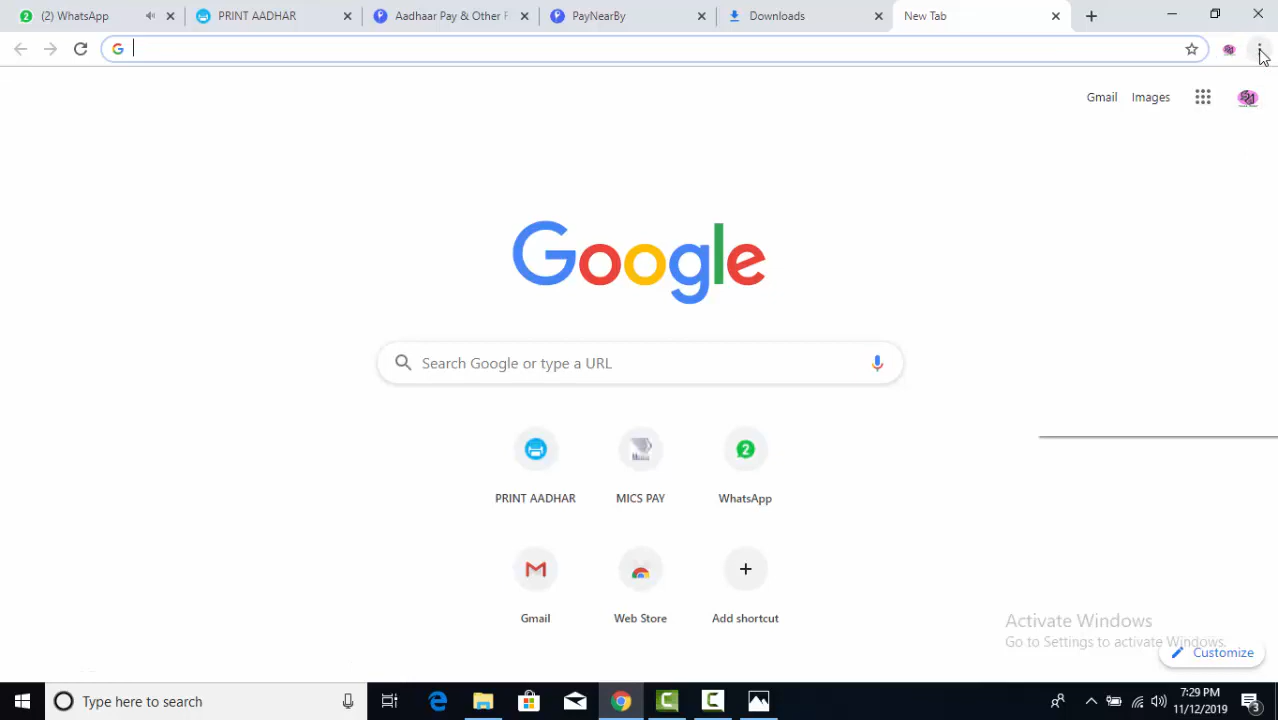 (2) WhatsApp
PRINT AADHAR
Aadhaar Pay & Other F
PayNearBy
Downloads
New Tab
Gmail Images
Google
Search Google or type a URL
PRINT AADHAR
MICS PAY
2
WhatsApp
Gmail
Web Store
Add shortcut
Activate Windows
Go to Settings to activate Windows.
Customize
Type here to search
7:29 PM
11/12/2019
3